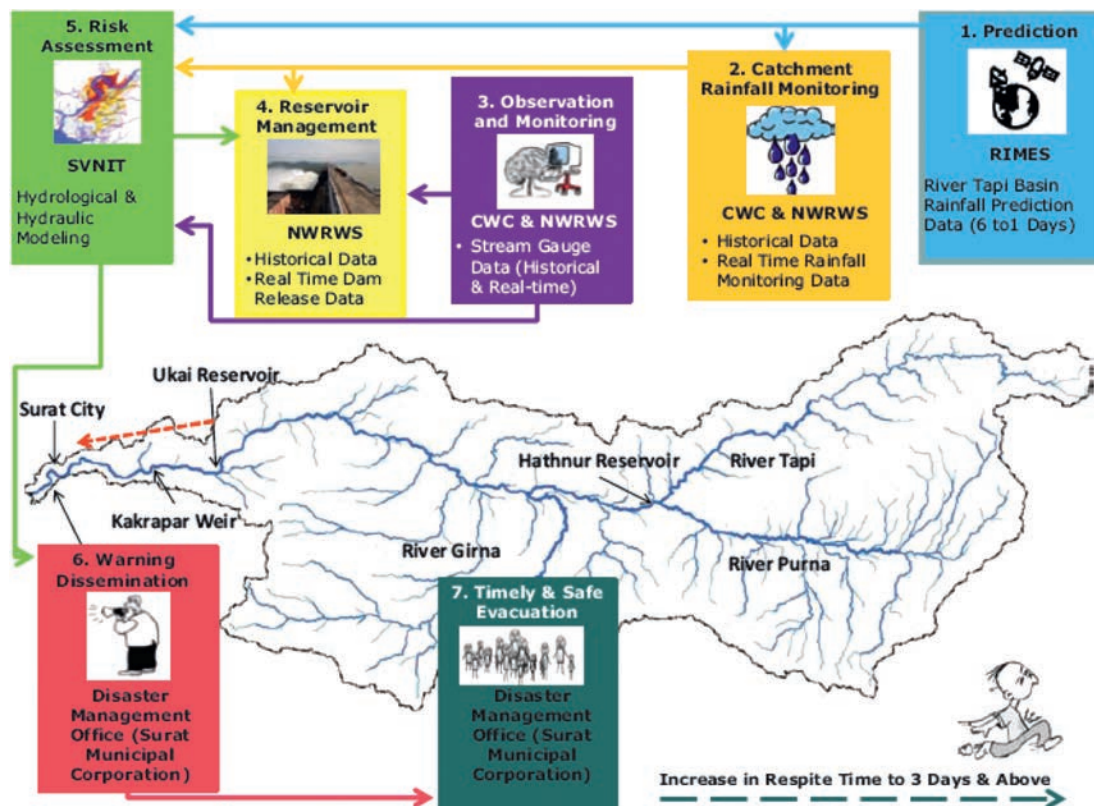 5. Risk
Assessment
SVNIT
Hydrological &
Hydraulic
Modeling
4. Reservoir
Management
NWRWS
•Historical Data
•Real Time Dam
Release Data
3. Observation
and Monitoring
CWC & NWRWS
• Stream Gauge
Data (Historical
& Real-time)
2. Catchment
Rainfall Monitoring
CWC & NWRWS
• Historical Data
• Real Time Rainfall
Monitoring Data
1. Prediction
RIMES
River Tapi Basin
Rainfall Prediction
Data (6 to1 Days)
Ukai Reservoir
Surat City
Hathnur Reservoir
River Tapi
Kakrapar Weir
River Girna
River Purna
6. Warning
Dissemination
Disaster
Management
Office (Surat
Municipal
Corporation)
7. Timely & Safe
Evacuation
Disaster
Management
Office (Surat
Municipal
Corporation)
Increase in Respite Time to 3 Days & Above